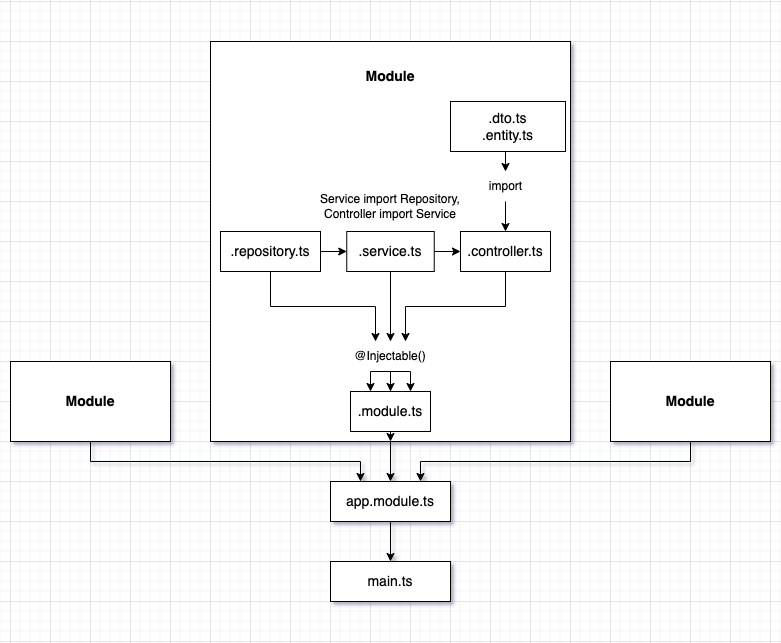 Module
.dto.ts
.entity.ts
import
Service import Repository,
Controller import Service
.repository.ts
.service.ts
.controller.ts
@Injectable()
.module.ts
Module
Module
app.module.ts
main.ts